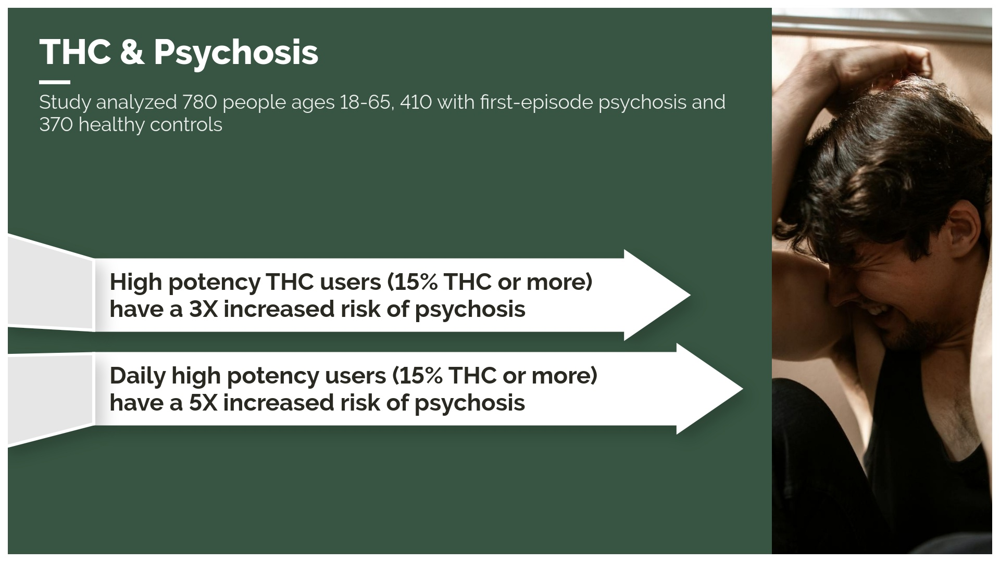 THC & Psychosis
Study analyzed 780 people ages 18-65, 410 with first-episode psychosis and
370 healthy controls
High potency THC users (15% THC or more)
have a 3X increased risk of psychosis
Daily high potency users (15% THC or more)
have a 5X increased risk of psychosis